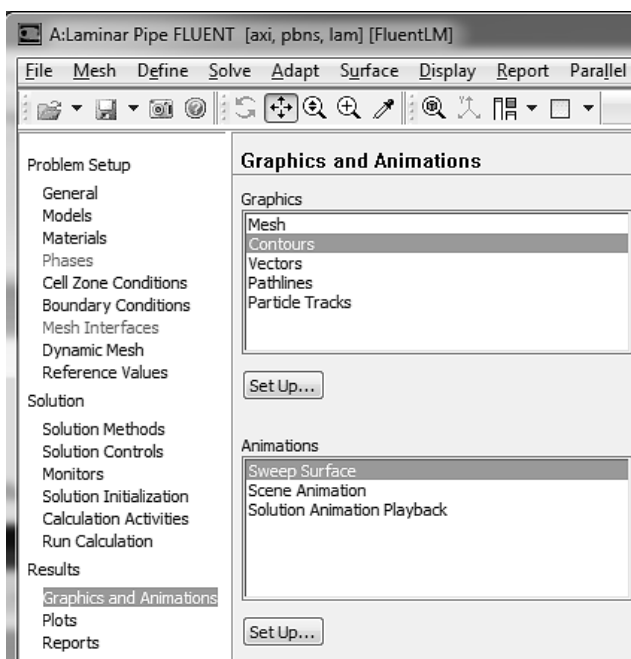 A:Laminar Pipe FLUENT [axi, pbns, lam] [FluentLM]
File Mesh Define Solve Adapt Surface Display Report Parallel
Problem Setup
General
Models
Materials
Phases
Cell Zone Conditions
Boundary Conditions
Mesh Interfaces
Dynamic Mesh
Reference Values
Solution
Solution Methods
Solution Controls
Monitors
Solution Initialization
Calculation Activities
Run Calculation
Results
Graphics and Animations
Plots
Reports
Graphics and Animations
Graphics
Mesh
Contours
Vectors
Pathlines
Particle Tracks
Set Up...
Animations
Sweep Surface
Scene Animation
Solution Animation Playback
Set Up...